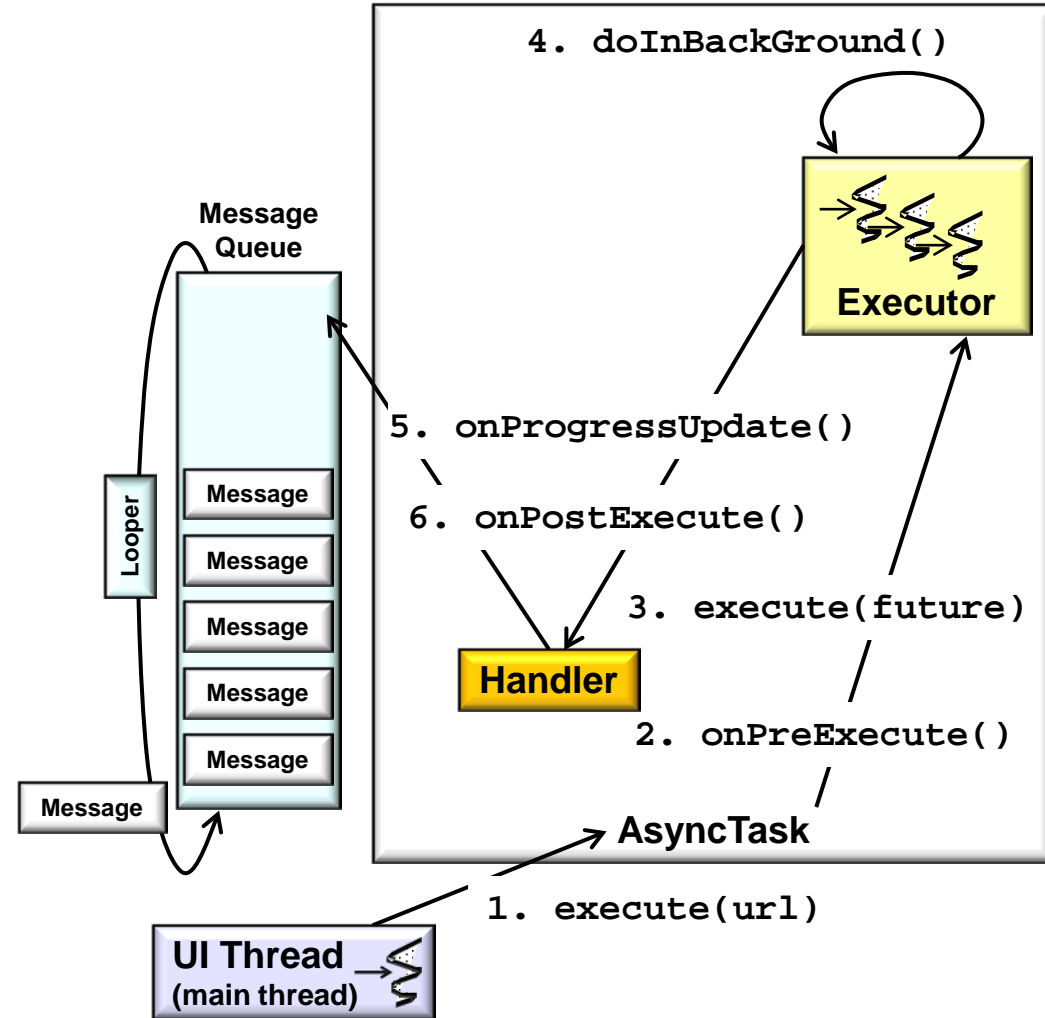 4. doInBackGround()
Message
Queue
Executor
5. onProgressUpdate()
Looper
Message
6. onPostExecute()
Message
Message
3. execute(future)
Handler
Message
2. onPreExecute()
Message
Message
AsyncTask
1. execute(url)
UI Thread
(main thread)